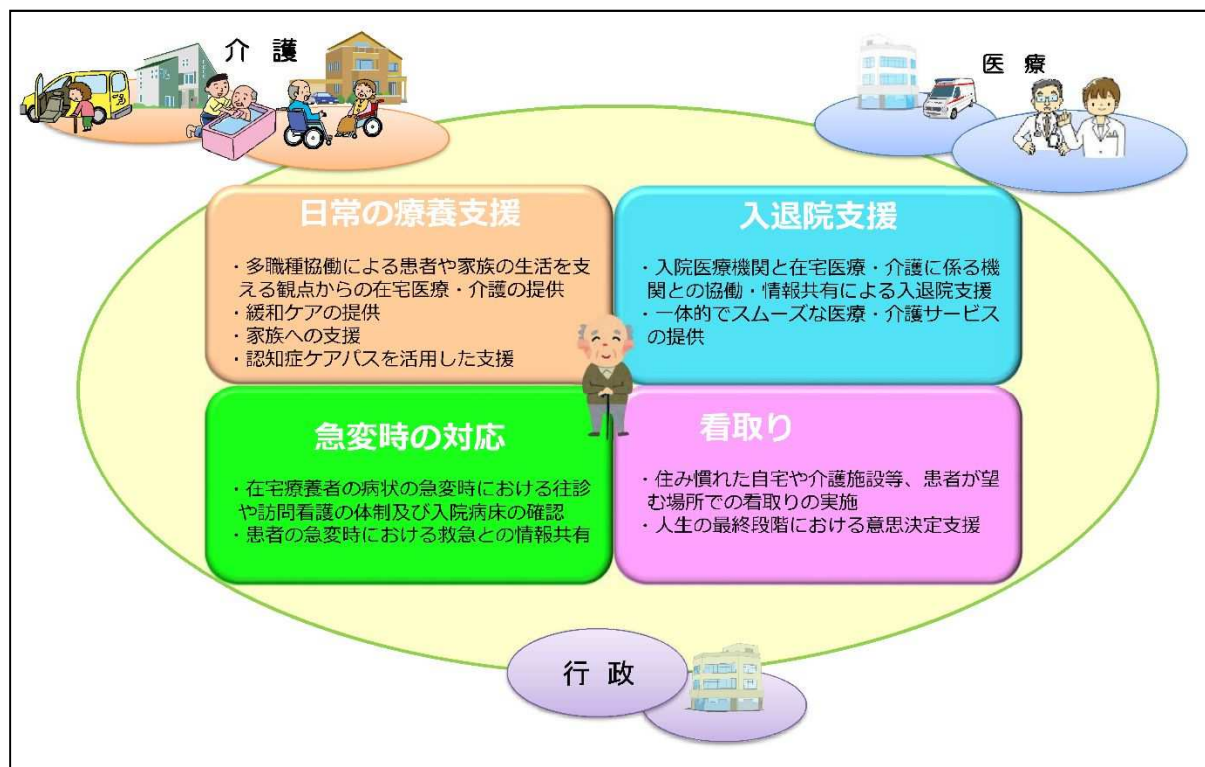 介 護
医 療
日常の療養支援
・多職種協働による患者や家族の生活を支
える観点からの在宅医療・介護の提供
・緩和ケアの提供
・家族への支援
・認知症ケアパスを活用した支援
入退院支援
・入院医療機関と在宅医療・介護に係る機
関との協働・情報共有による入退院支援
・一体的でスムーズな医療・介護サービス
の提供
急変時の対応
・在宅療養者の病状の急変時における往診
や訪問看護の体制及び入院病床の確認
・患者の急変時における救急との情報共有
看取り
・住み慣れた自宅や介護施設等、患者が望
む場所での看取りの実施
・人生の最終段階における意思決定支援
行 政